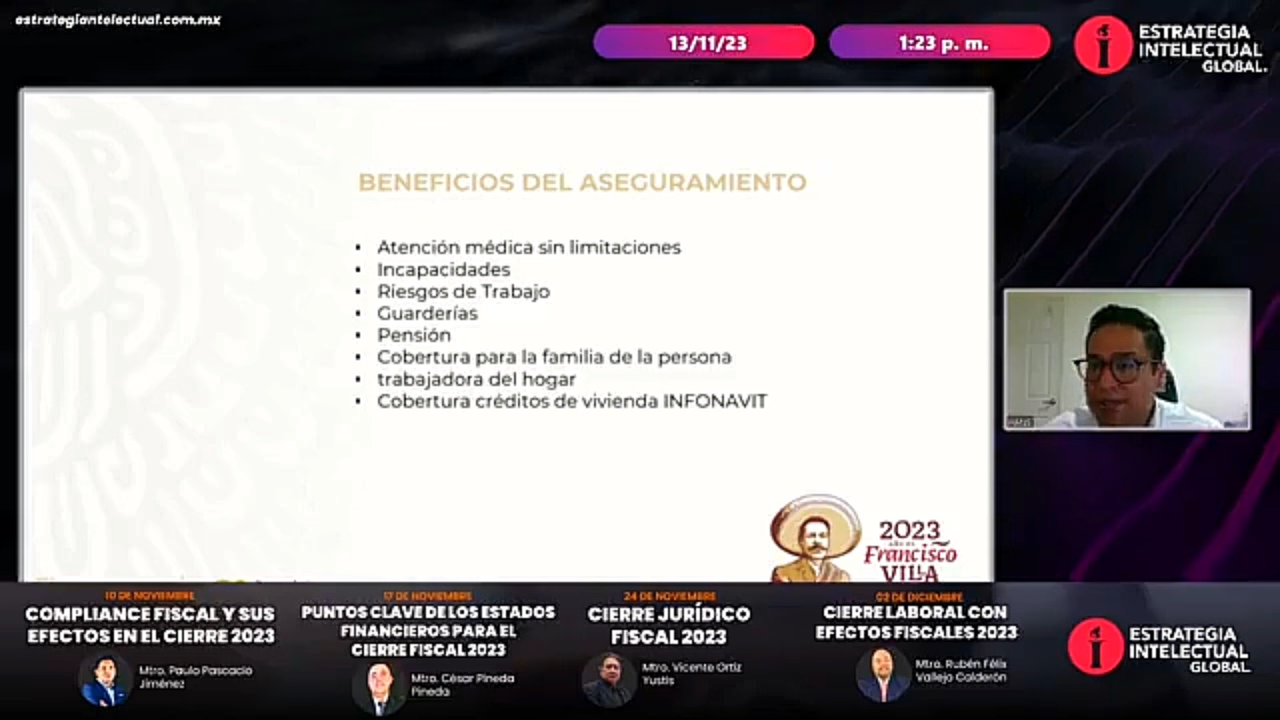 estrategiaintelectual.com.mx
13/11/23
1:23 p. m.
ESTRATEGIA
INTELECTUAL
GLOBAL.
BENEFICIOS DEL ASEGURAMIENTO
• Atención médica sin limitaciones
• Incapacidades
• Riesgos de Trabajo
• Guarderías
• Pensión
• Cobertura para la familia de la persona
• trabajadora del hogar
• Cobertura créditos de vivienda INFONAVIT
2023
Francisco
VILLA
10 DE NOVIEMBRE
COMPLIANCE FISCAL Y SUS
EFECTOS EN EL CIERRE 2023
Mtro. Paulo Pascacio
Jiménez
17 DE NOVIEMBRE
PUNTOS CLAVE DE LOS ESTADOS
FINANCIEROS PARA EL
CIERRE FISCAL 2023
Mtro. César Pineda
Pineda
24 DE NOVIEMBRE
CIERRE JURÍDICO
FISCAL 2023
Mtro. Vicente Ortiz
Yustis
02 DE DICIEMBRE
CIERRE LABORAL CON
EFECTOS FISCALES 2023
Mtro. Rubén Félix
Vallejo Calderón
ESTRATEGIA
INTELECTUAL
GLOBAL.